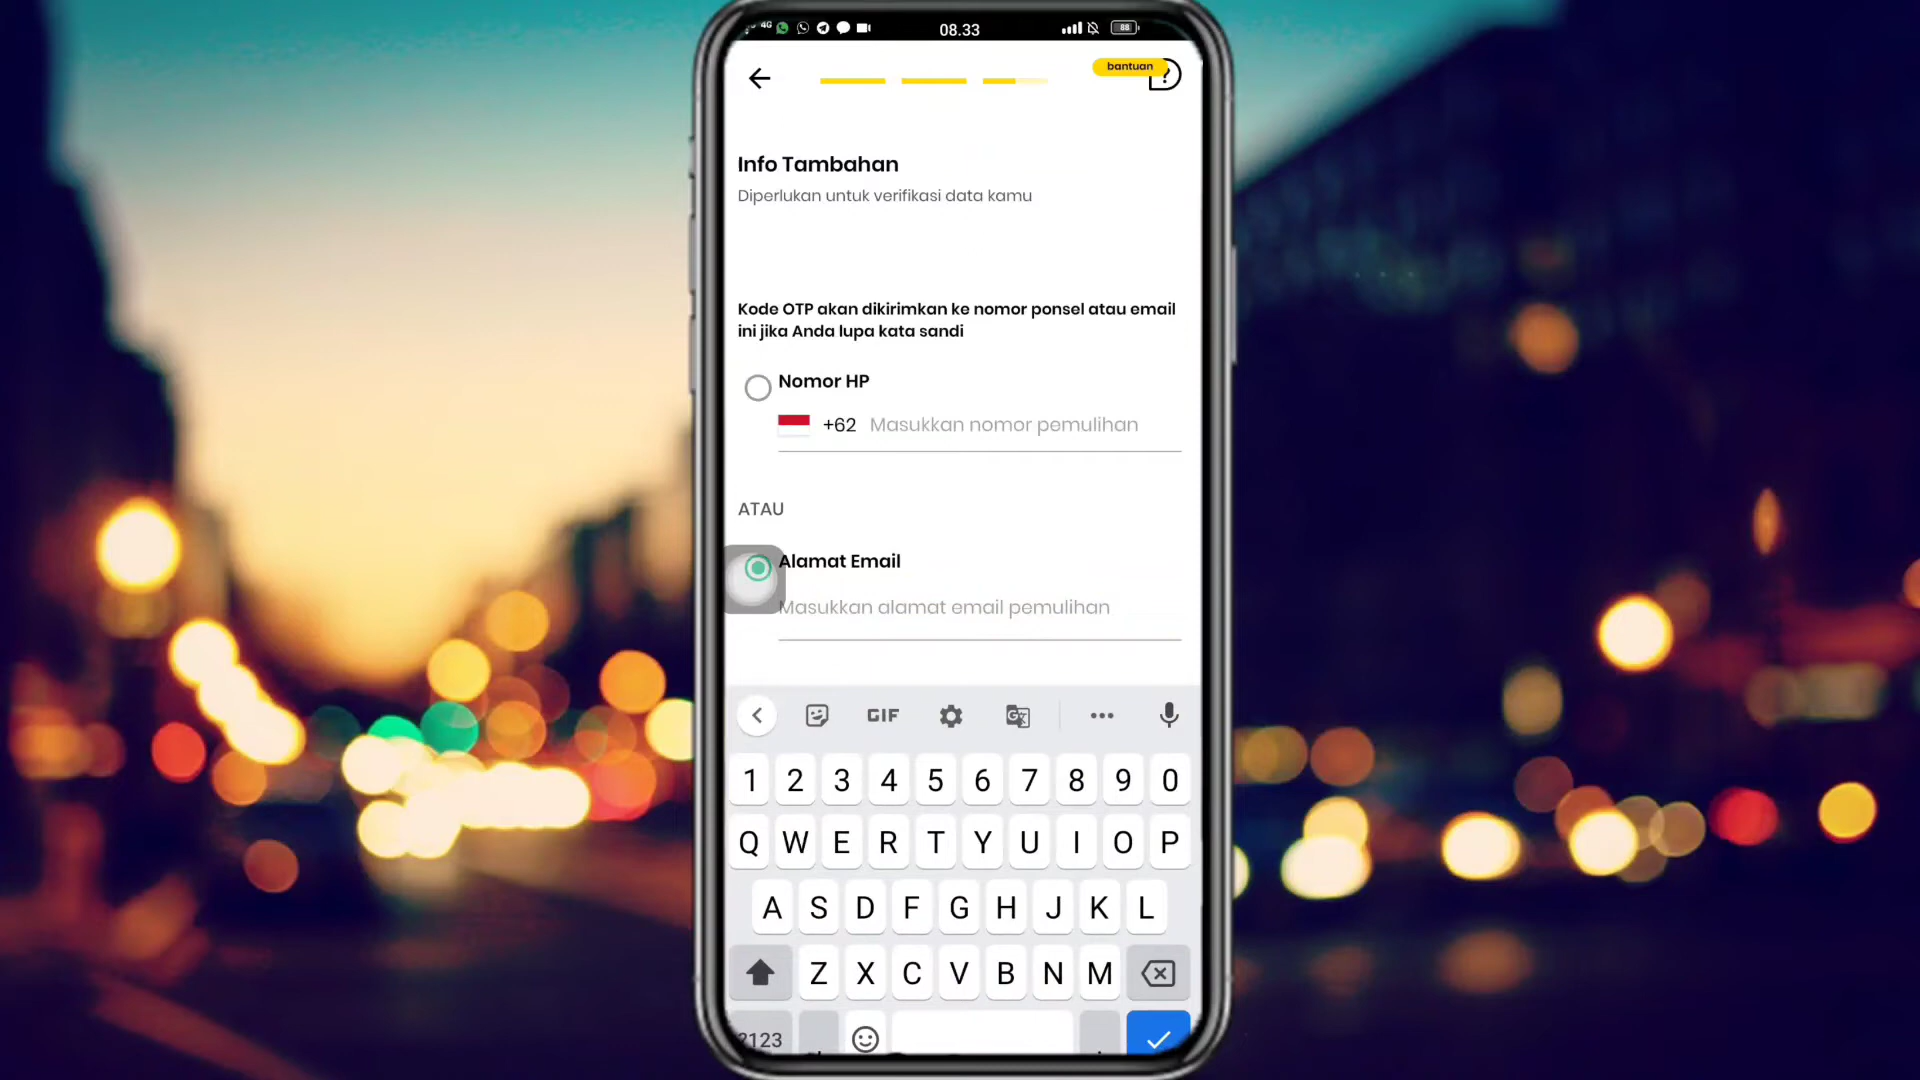 4G
08.33
88
bantuan
?
Info Tambahan
Diperlukan untuk verifikasi data kamu
Kode OTP akan dikirimkan ke nomor ponsel atau email
ini jika Anda lupa kata sandi
Nomor HP
+62 Masukkan nomor pemulihan
ATAU
Alamat Email
Masukkan alamat email pemulihan
GIF
1 2 3 4 5 6 7 8 9 0
Q W E R T Y U I O P
A S D F G H J K L
Z X C V B N M
?123